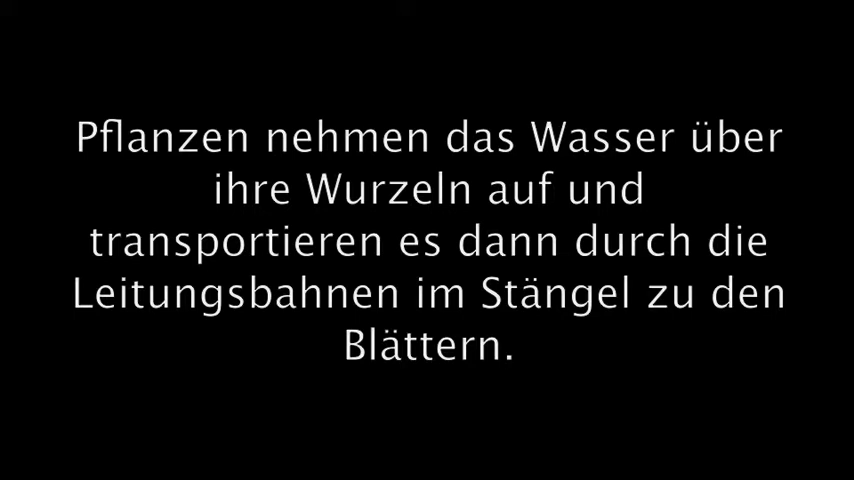 Pflanzen nehmen das Wasser über
ihre Wurzeln auf und
transportieren es dann durch die
Leitungsbahnen im Stängel zu den
Blättern.